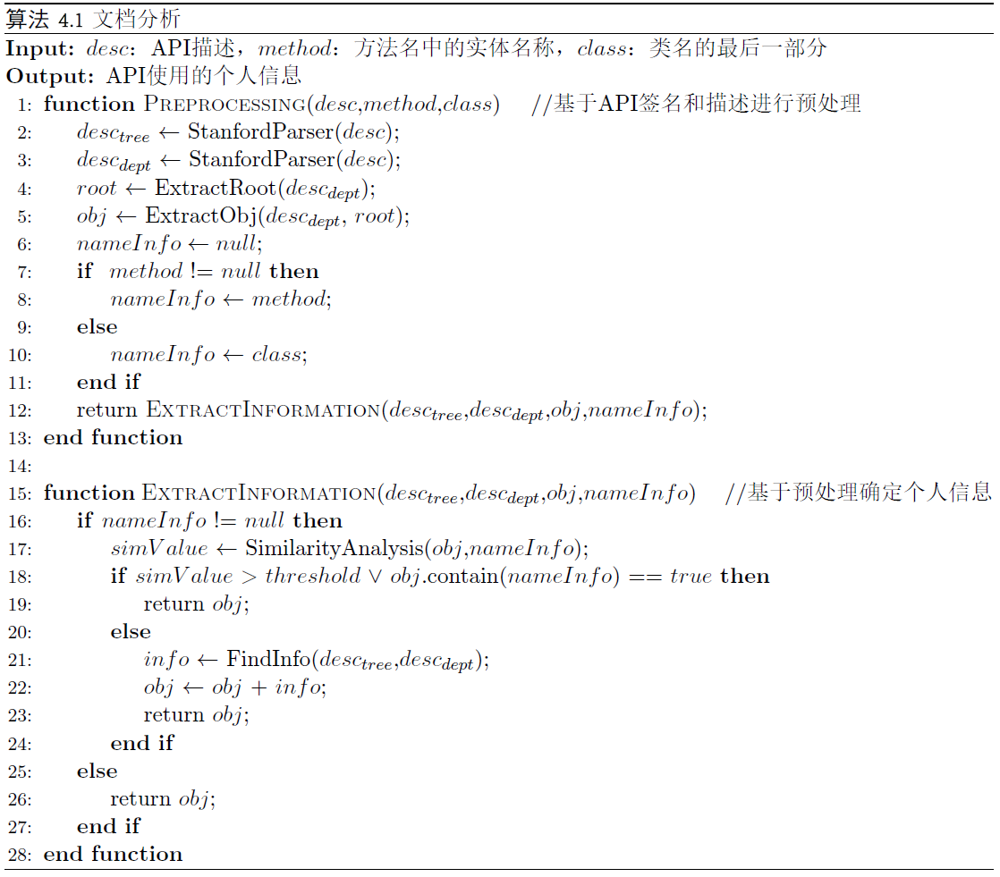 算法 4.1 文档分析
Input: desc：API描述，method：方法名中的实体名称，class：类名的最后一部分
Output: API使用的个人信息
1: function PREPROCESSING(desc,method,class) //基于API签名和描述进行预处理
2: desc_tree ← StanfordParser(desc);
3: desc_dept ← StanfordParser(desc);
4: root ← ExtractRoot(desc_dept);
5: obj ← ExtractObj(desc_dept, root);
6: nameInfo ← null;
7: if method != null then
8: nameInfo ← method;
9: else
10: nameInfo ← class;
11: end if
12: return EXTRACTINFORMATION(desc_tree,desc_dept,obj,nameInfo);
13: end function
14:
15: function EXTRACTINFORMATION(desc_tree,desc_dept,obj,nameInfo) //基于预处理确定个人信息
16: if nameInfo != null then
17: simValue ← SimilarityAnalysis(obj,nameInfo);
18: if simValue > threshold ∨ obj.contain(nameInfo) == true then
19: return obj;
20: else
21: info ← FindInfo(desc_tree,desc_dept);
22: obj ← obj + info;
23: return obj;
24: end if
25: else
26: return obj;
27: end if
28: end function